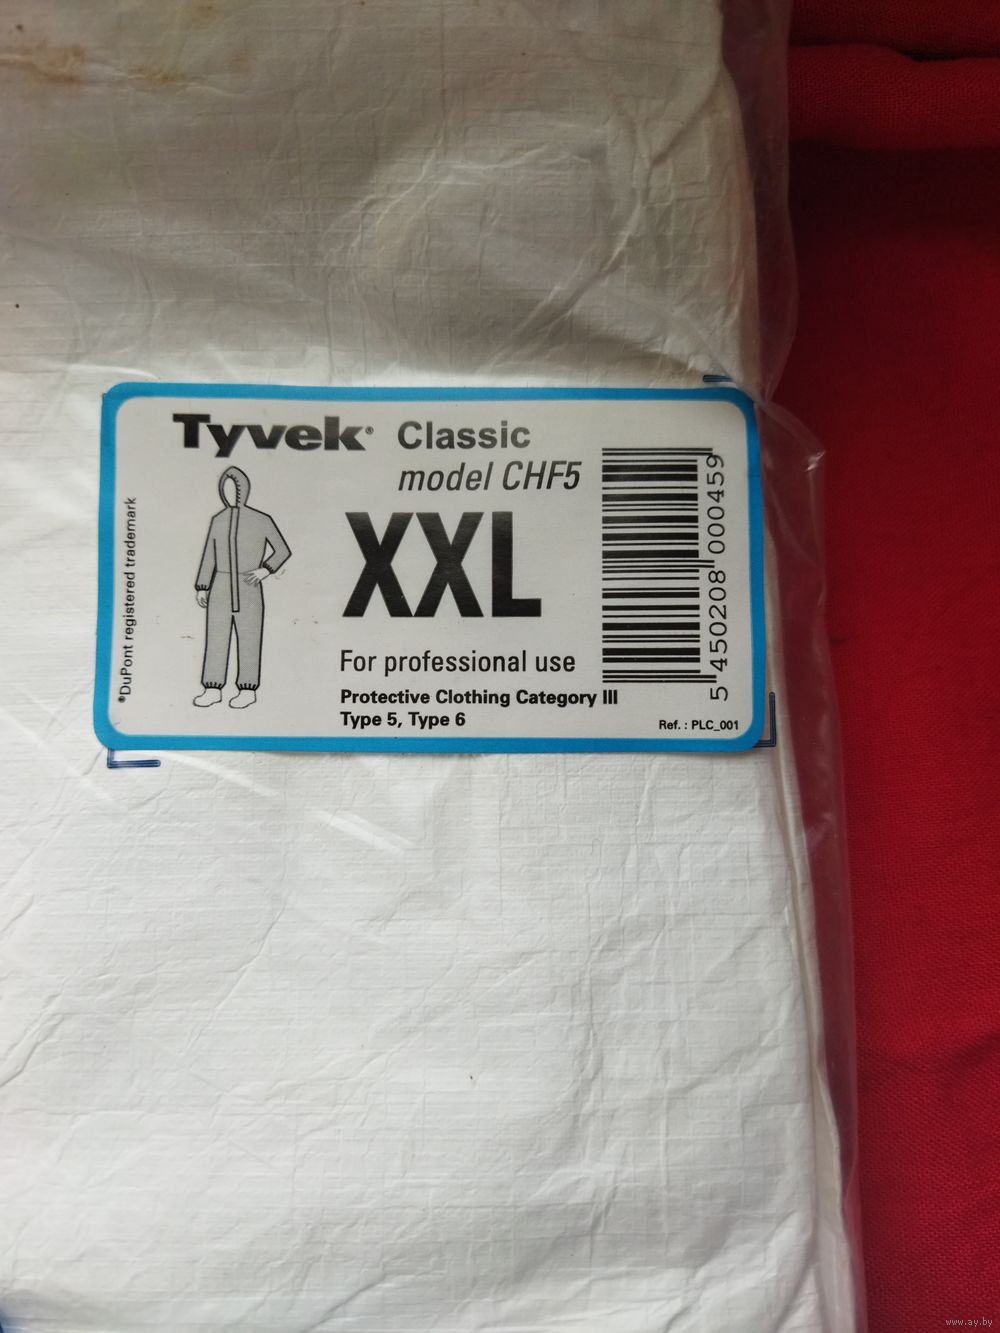 Tyvek® Classic
model CHF5
XXL
For professional use
Protective Clothing Category III
Type 5, Type 6
Ref. : PLC_001
®DuPont registered trademark
5 450208 000459
www.ay.by